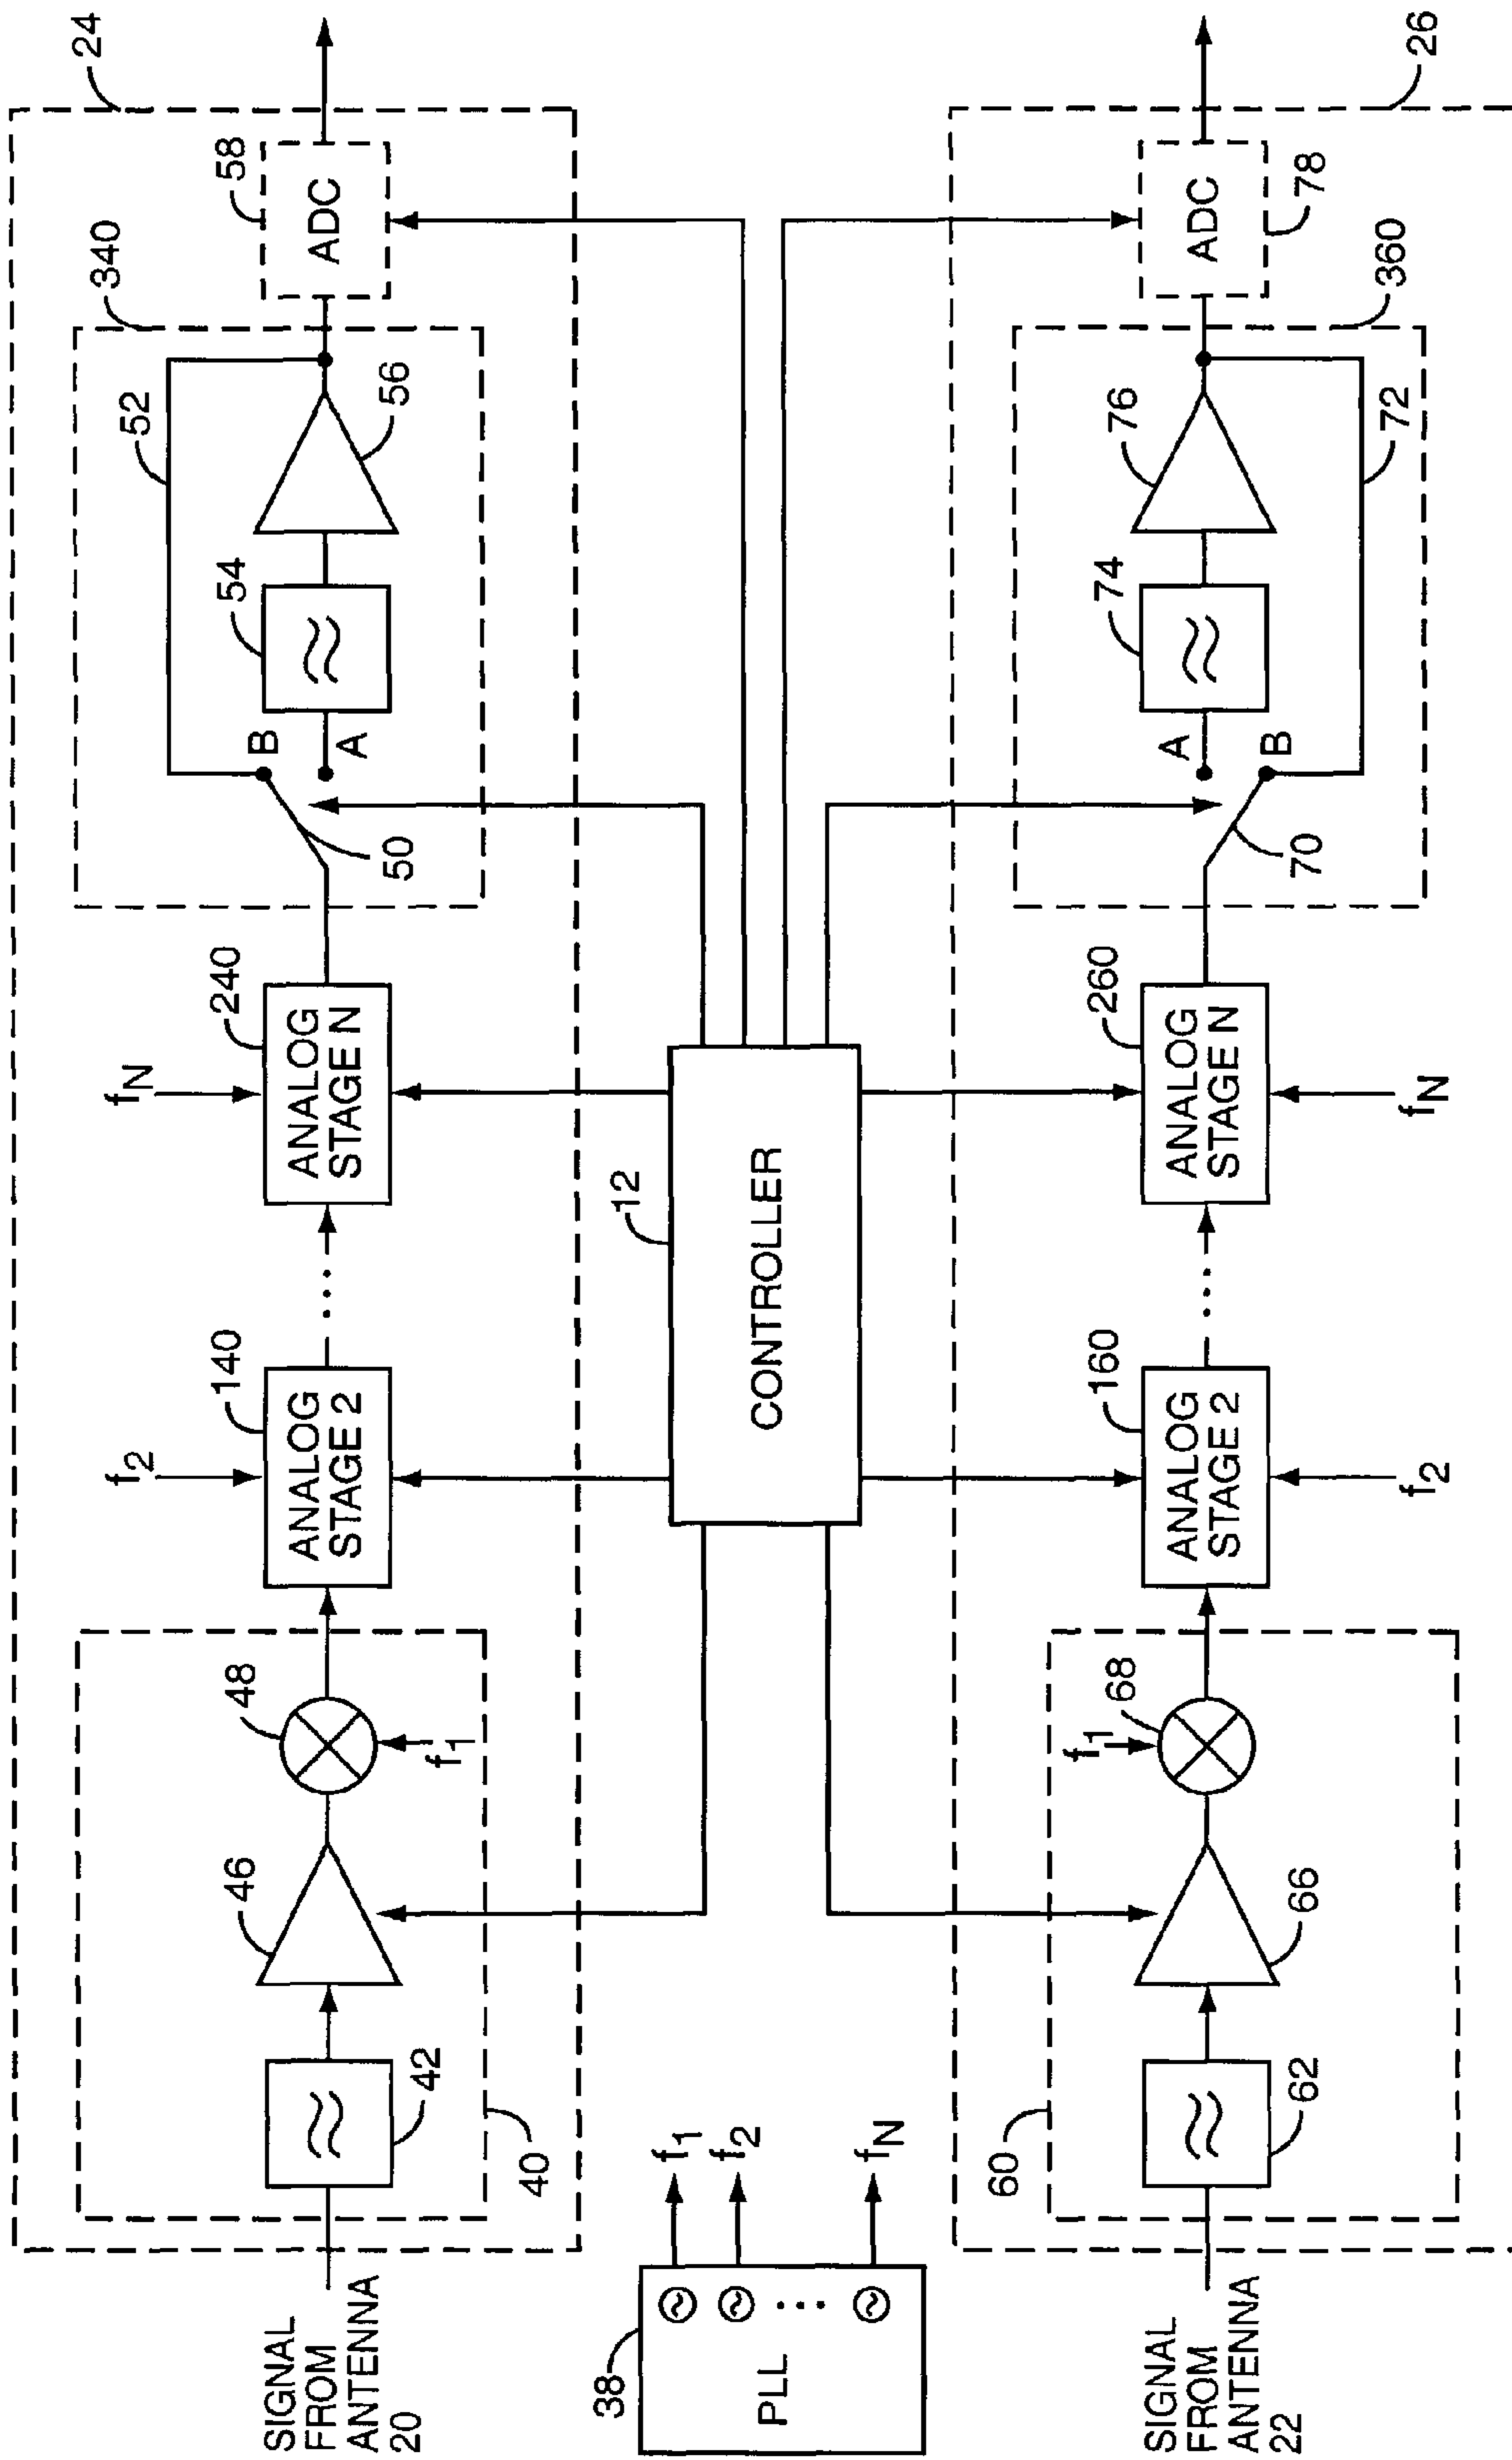 24
340
58
52
ADC
54
56
B
A
50
f2
140
ANALOG
STAGE 2
fN
240
ANALOG
STAGE N
48
f1
46
42
40
SIGNAL
FROM
ANTENNA
20
12
CONTROLLER
38
PLL
f1
f2
fN
26
78
ADC
360
76
74
72
A
B
70
260
ANALOG
STAGE N
fN
160
ANALOG
STAGE 2
f2
68
f1
66
62
60
SIGNAL
FROM
ANTENNA
22